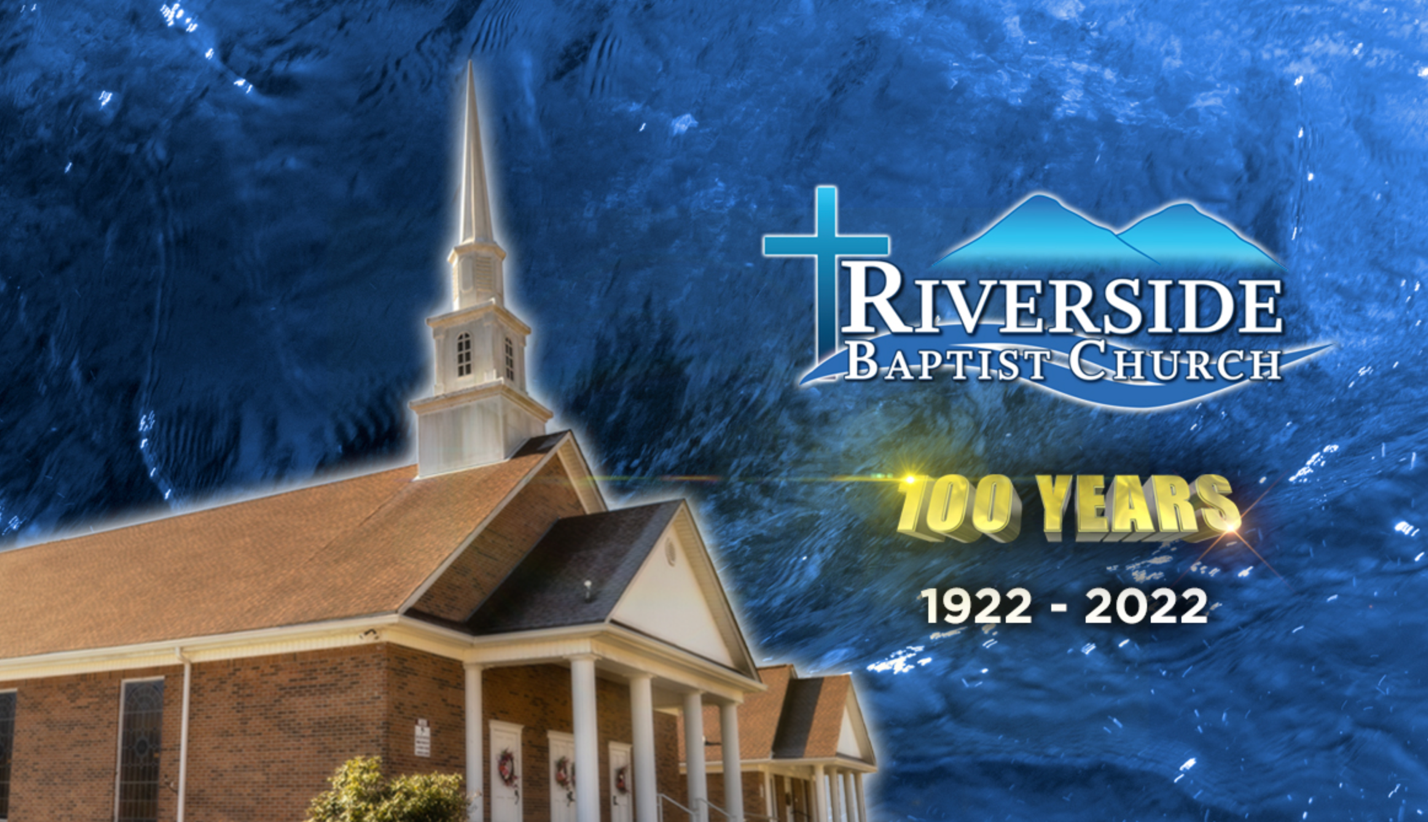 RIVERSIDE
BAPTIST CHURCH
100 YEARS
1922 - 2022